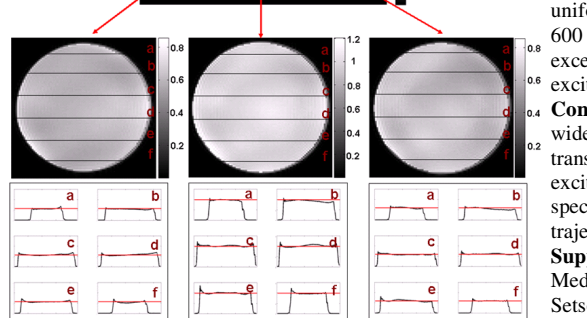 a
b
c
d
e
f
0.8
0.6
0.4
0.2
a
b
c
d
e
f
1.2
1
0.8
0.6
0.4
0.2
a
b
c
d
e
f
0.8
0.6
0.4
0.2
a b
c d
e f
a b
c d
e f
a b
c d
e f
unifo
600
exce
excit
Con
wide
trans
excit
spec
traje
Sup
Med
Sets